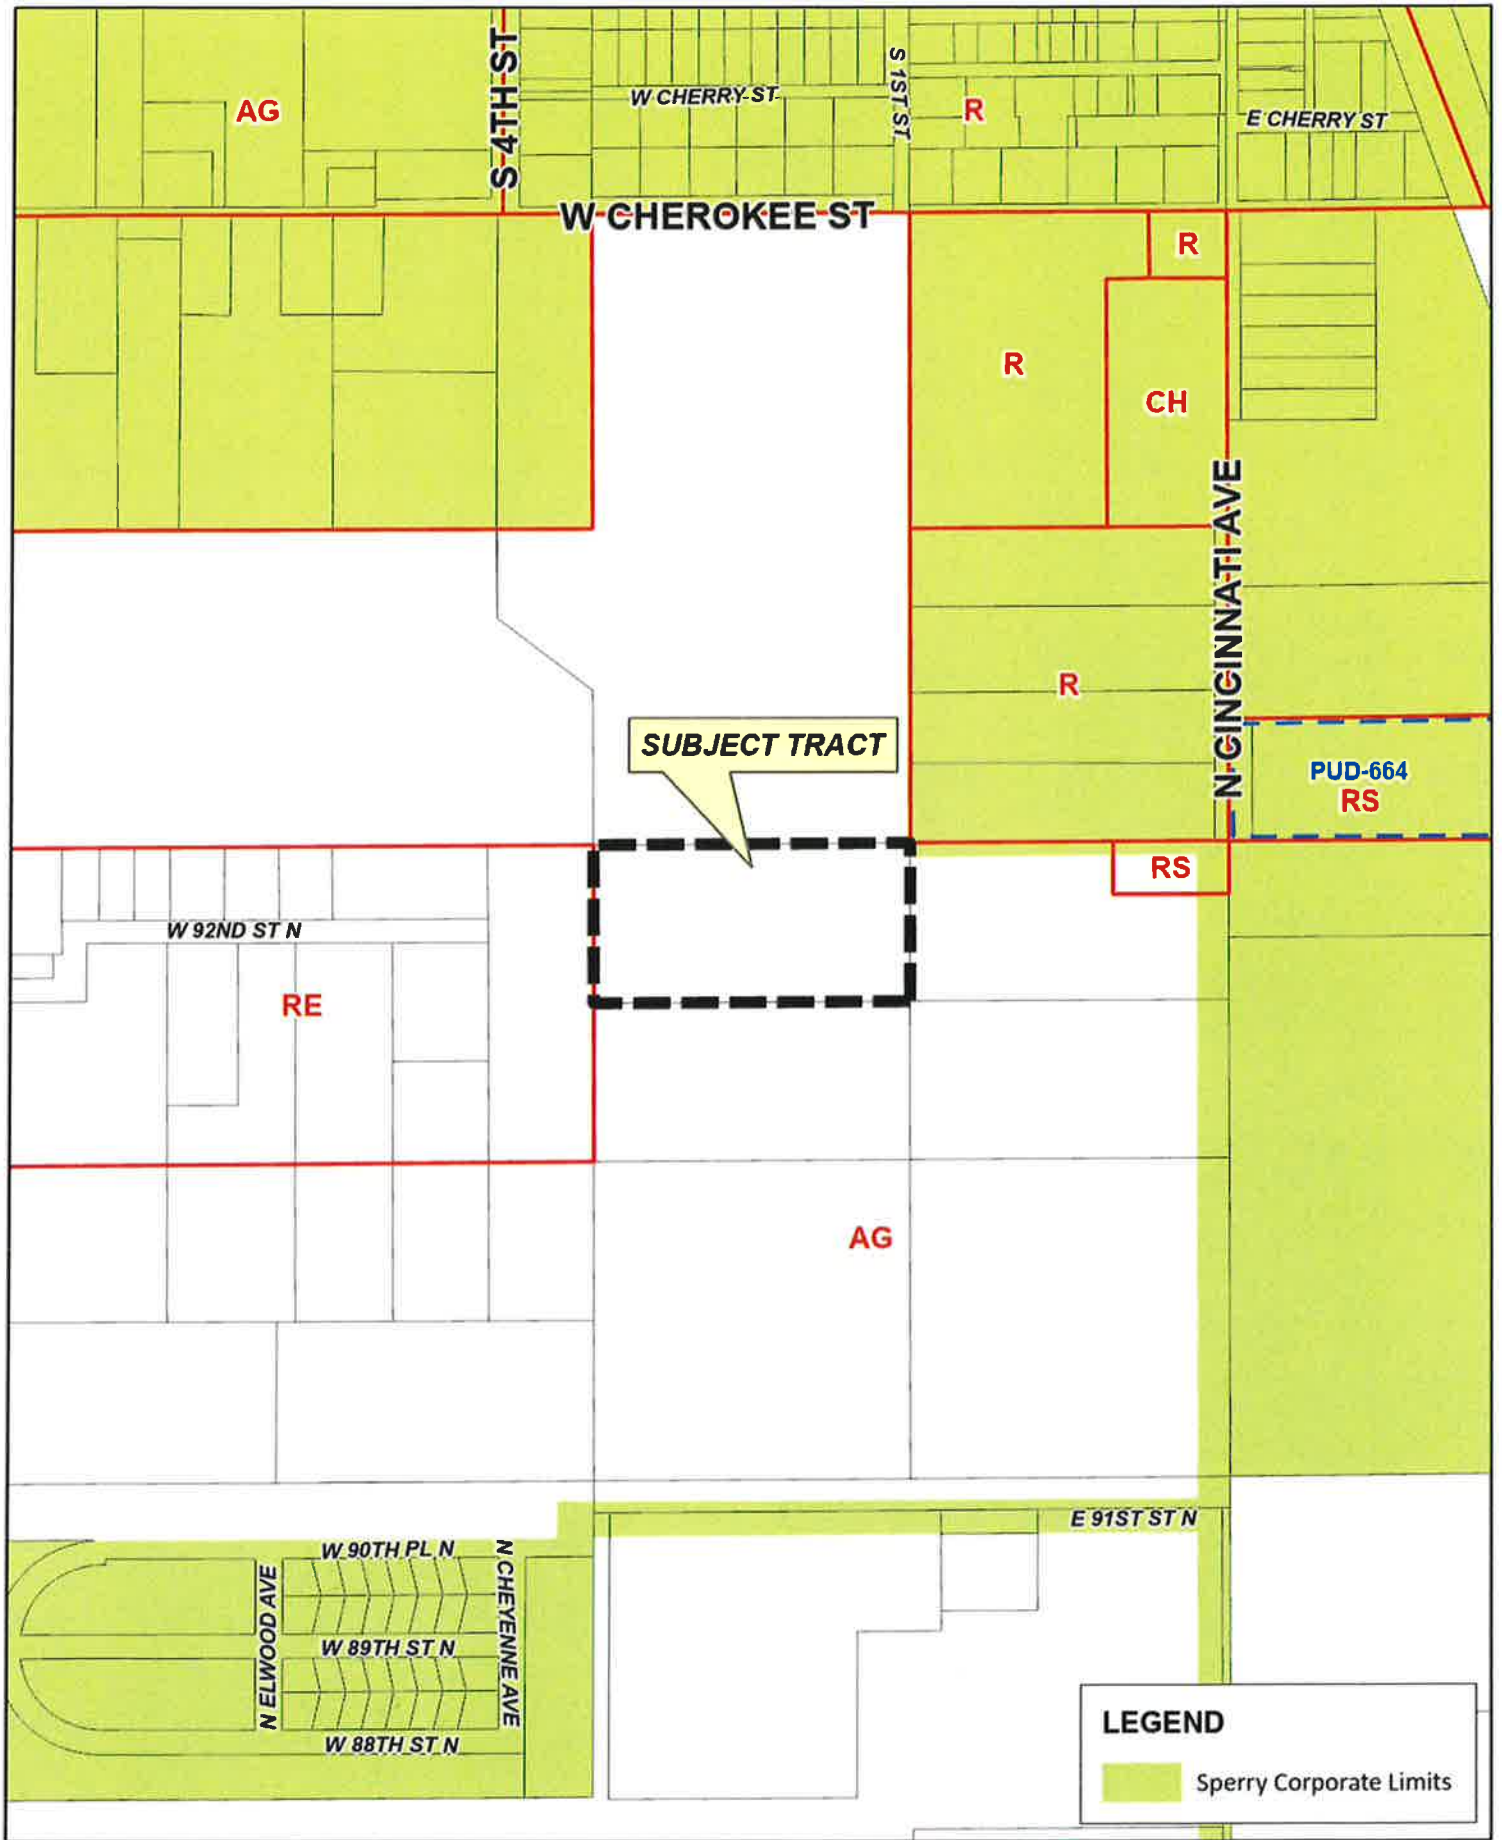 S 4TH ST
S 1ST ST
W CHERRY ST
AG
R
E CHERRY ST
W CHEROKEE ST
R
R
CH
N CINCINNATI AVE
R
SUBJECT TRACT
PUD-664
RS
RS
W 92ND ST N
RE
AG
E 91ST ST N
W 90TH PL N
N CHEYENNE AVE
N ELWOOD AVE
W 89TH ST N
W 88TH ST N
LEGEND
Sperry Corporate Limits